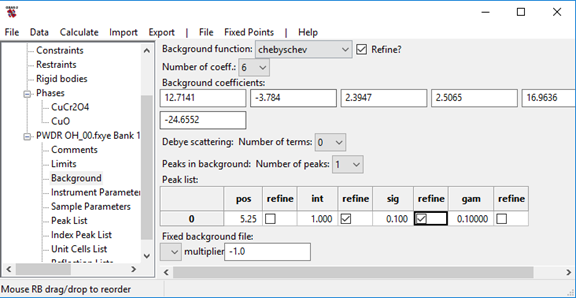 File Data Calculate Import Export | File Fixed Points | Help
Constraints
Restraints
Rigid bodies
Phases
CuCr2O4
CuO
PWDR OH_00.fxye Bank 1
Comments
Limits
Background
Instrument Parameter
Sample Parameters
Peak List
Index Peak List
Unit Cells List
Reflection Lists
Background function: chebyschev Refine?
Number of coeff.: 6
Background coefficients:
12.7141 -3.784 2.3947 2.5065 16.9636
-24.6552
Debye scattering: Number of terms: 0
Peaks in background: Number of peaks: 1
Peak list:
pos refine int refine sig refine gam refine
0 5.25 1.000 0.100 0.10000
Fixed background file:
multiplier -1.0
Mouse RB drag/drop to reorder